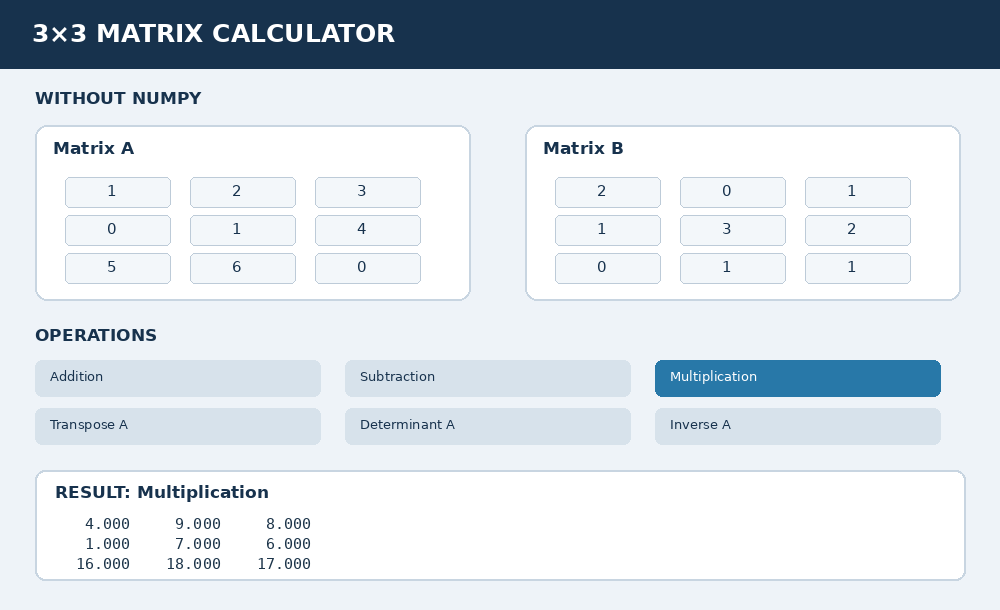 3×3 MATRIX CALCULATOR
WITHOUT NUMPY
Matrix A
1 2 3
0 1 4
5 6 0
Matrix B
2 0 1
1 3 2
0 1 1
OPERATIONS
Addition Subtraction Multiplication
Transpose A Determinant A Inverse A
RESULT: Multiplication
4.000 9.000 8.000
1.000 7.000 6.000
16.000 18.000 17.000